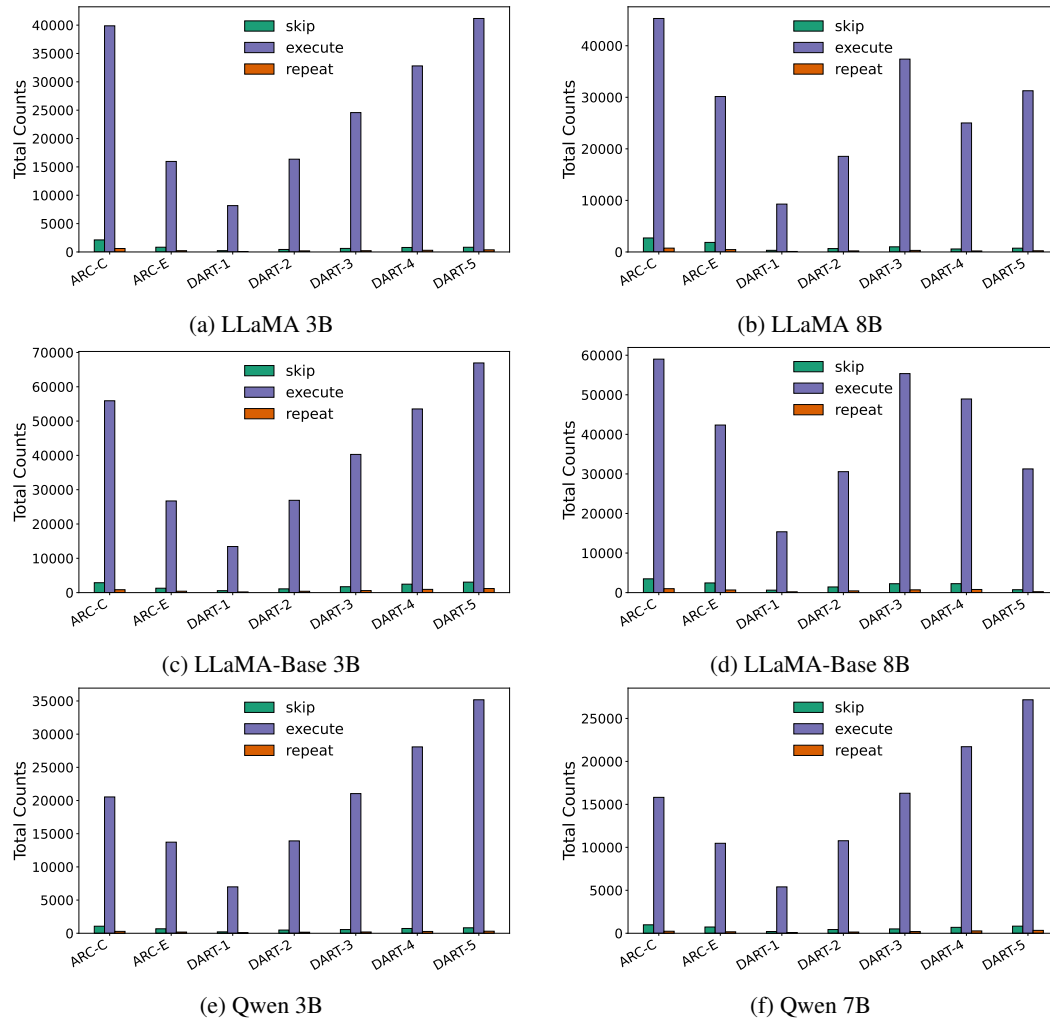 Total Counts
40000
35000
30000
25000
20000
15000
10000
5000
0
skip
execute
repeat
ARC-C ARC-E DART-1 DART-2 DART-3 DART-4 DART-5
(a) LLaMA 3B
Total Counts
40000
30000
20000
10000
0
skip
execute
repeat
ARC-C ARC-E DART-1 DART-2 DART-3 DART-4 DART-5
(b) LLaMA 8B
Total Counts
70000
60000
50000
40000
30000
20000
10000
0
skip
execute
repeat
ARC-C ARC-E DART-1 DART-2 DART-3 DART-4 DART-5
(c) LLaMA-Base 3B
Total Counts
60000
50000
40000
30000
20000
10000
0
skip
execute
repeat
ARC-C ARC-E DART-1 DART-2 DART-3 DART-4 DART-5
(d) LLaMA-Base 8B
Total Counts
35000
30000
25000
20000
15000
10000
5000
0
skip
execute
repeat
ARC-C ARC-E DART-1 DART-2 DART-3 DART-4 DART-5
(e) Qwen 3B
Total Counts
25000
20000
15000
10000
5000
0
skip
execute
repeat
ARC-C ARC-E DART-1 DART-2 DART-3 DART-4 DART-5
(f) Qwen 7B